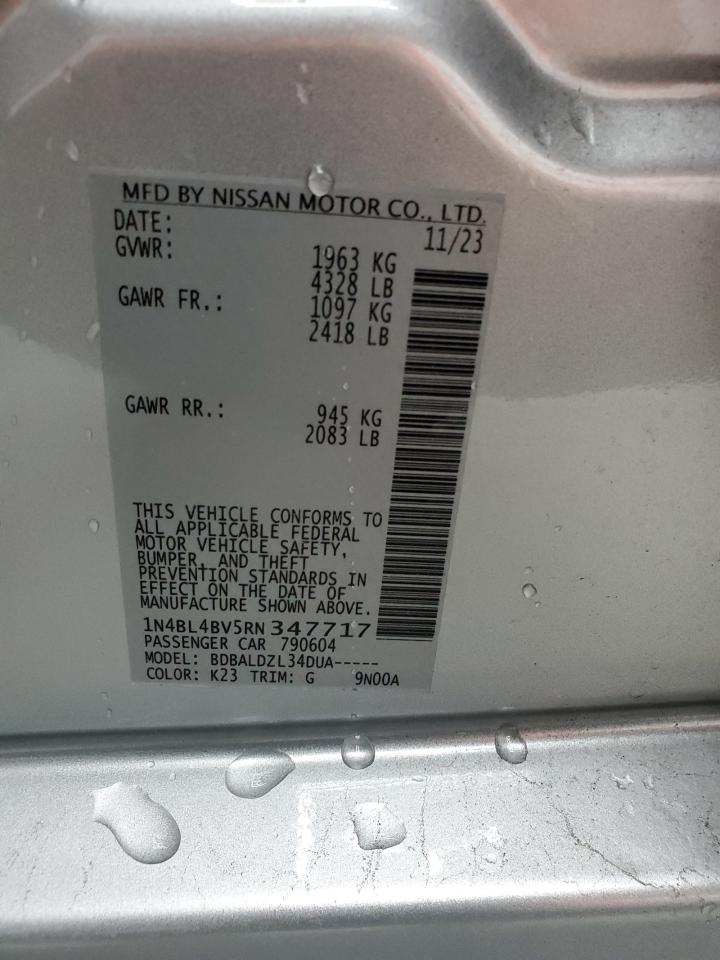 MFD BY NISSAN MOTOR CO., LTD.
DATE: 11/23
GVWR: 1963 KG
4328 LB
GAWR FR.: 1097 KG
2418 LB
GAWR RR.: 945 KG
2083 LB
THIS VEHICLE CONFORMS TO
ALL APPLICABLE FEDERAL
MOTOR VEHICLE SAFETY,
BUMPER, AND THEFT
PREVENTION STANDARDS IN
EFFECT ON THE DATE OF
MANUFACTURE SHOWN ABOVE.
1N4BL4BV5RN347717
PASSENGER CAR 790604
MODEL: BDBALDZL34DUA-----
COLOR: K23 TRIM: G 9N00A